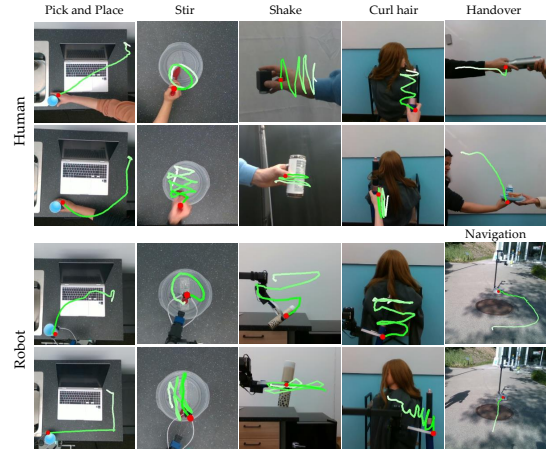 Pick and Place Stir Shake Curl hair Handover
Human
Navigation
Robot